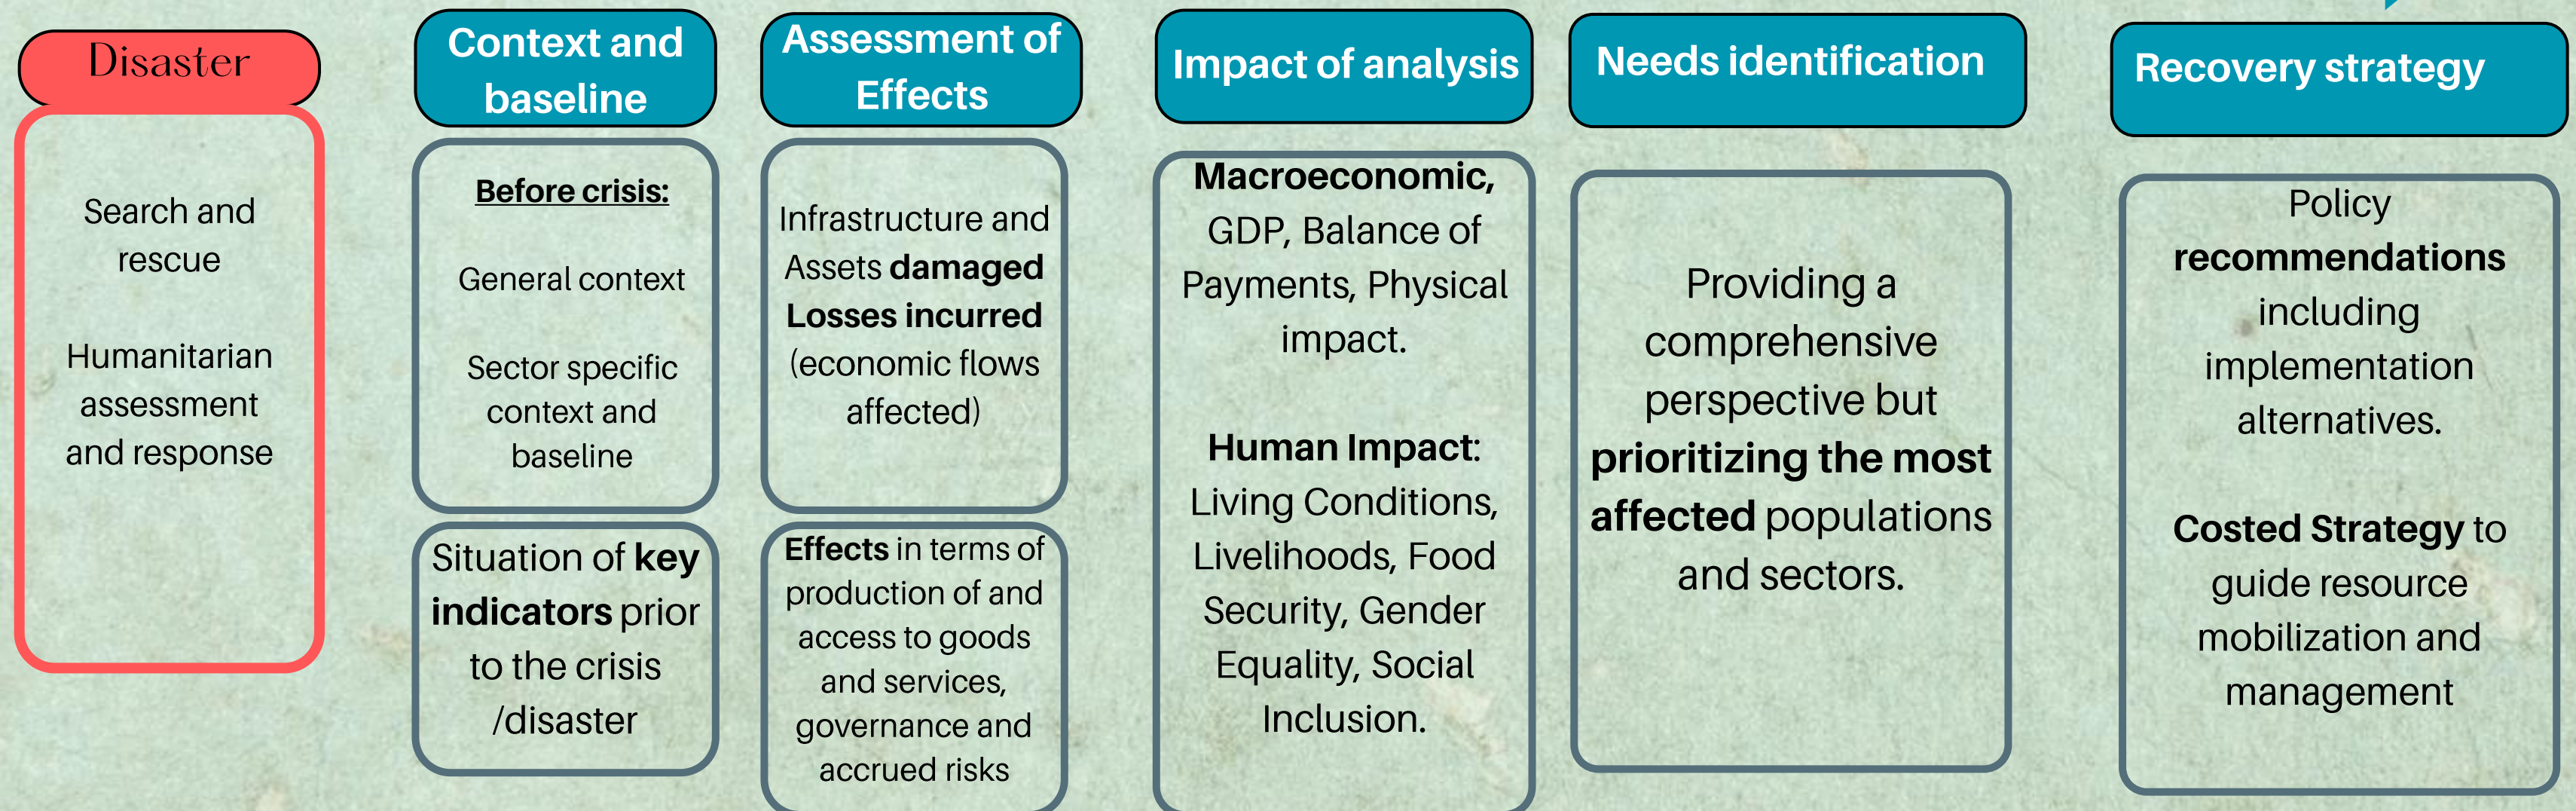 Disaster
Search and
rescue
Humanitarian
assessment
and response
Context and
baseline
Before crisis:
General context
Sector specific
context and
baseline
Situation of key
indicators prior
to the crisis
/disaster
Assessment of
Effects
Infrastructure and
Assets damaged
Losses incurred
(economic flows
affected)
Effects in terms of
production of and
access to goods
and services,
governance and
accrued risks
Impact of analysis
Macroeconomic,
GDP, Balance of
Payments, Physical
impact.
Human Impact:
Living Conditions,
Livelihoods, Food
Security, Gender
Equality, Social
Inclusion.
Needs identification
Providing a
comprehensive
perspective but
prioritizing the most
affected populations
and sectors.
Recovery strategy
Policy
recommendations
including
implementation
alternatives.
Costed Strategy to
guide resource
mobilization and
management